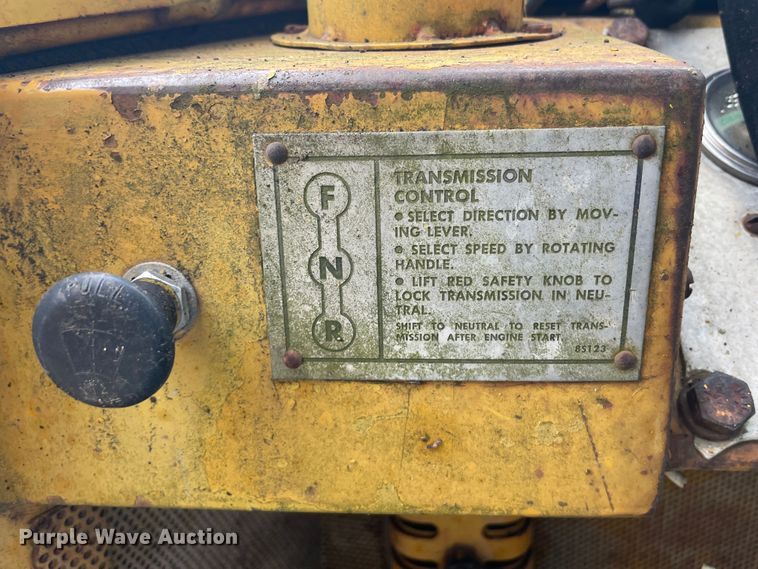 PULL
F
N
R
TRANSMISSION
CONTROL
• SELECT DIRECTION BY MOV-
ING LEVER.
• SELECT SPEED BY ROTATING
HANDLE.
• LIFT RED SAFETY KNOB TO
LOCK TRANSMISSION IN NEU-
TRAL.
SHIFT TO NEUTRAL TO RESET TRANS-
MISSION AFTER ENGINE START.
8S123
Purple Wave Auction®